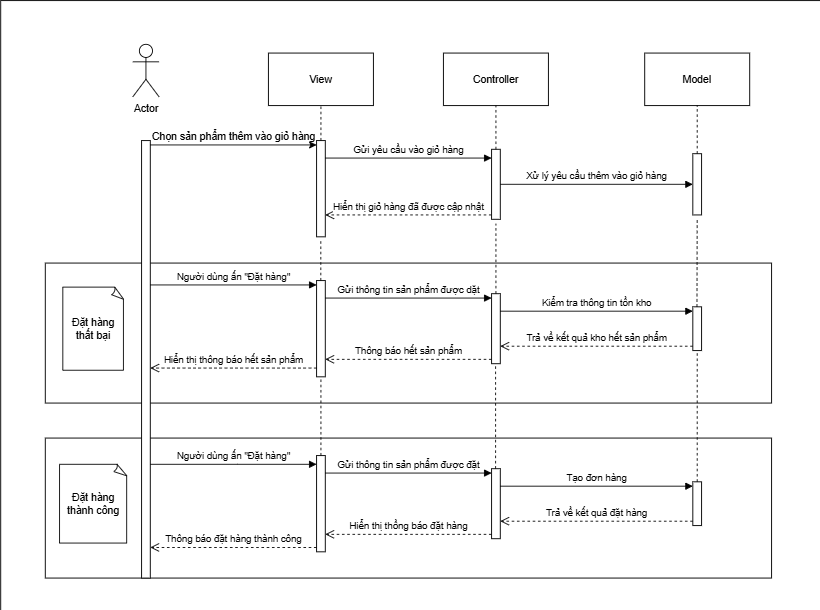 Actor
View
Controller
Model
Chọn sản phẩm thêm vào giỏ hàng
Gửi yêu cầu vào giỏ hàng
Xử lý yêu cầu thêm vào giỏ hàng
Hiển thị giỏ hàng đã được cập nhật
Đặt hàng
thất bại
Người dùng ấn "Đặt hàng"
Gửi thông tin sản phẩm được dặt
Kiểm tra thông tin tồn kho
Trả về kết quả kho hết sản phẩm
Thông báo hết sản phẩm
Hiển thị thông báo hết sản phẩm
Đặt hàng
thành công
Người dùng ấn "Đặt hàng"
Gửi thông tin sản phẩm được đặt
Tạo đơn hàng
Trả về kết quả đặt hàng
Hiển thị thồng báo đặt hàng
Thông báo đặt hàng thành công